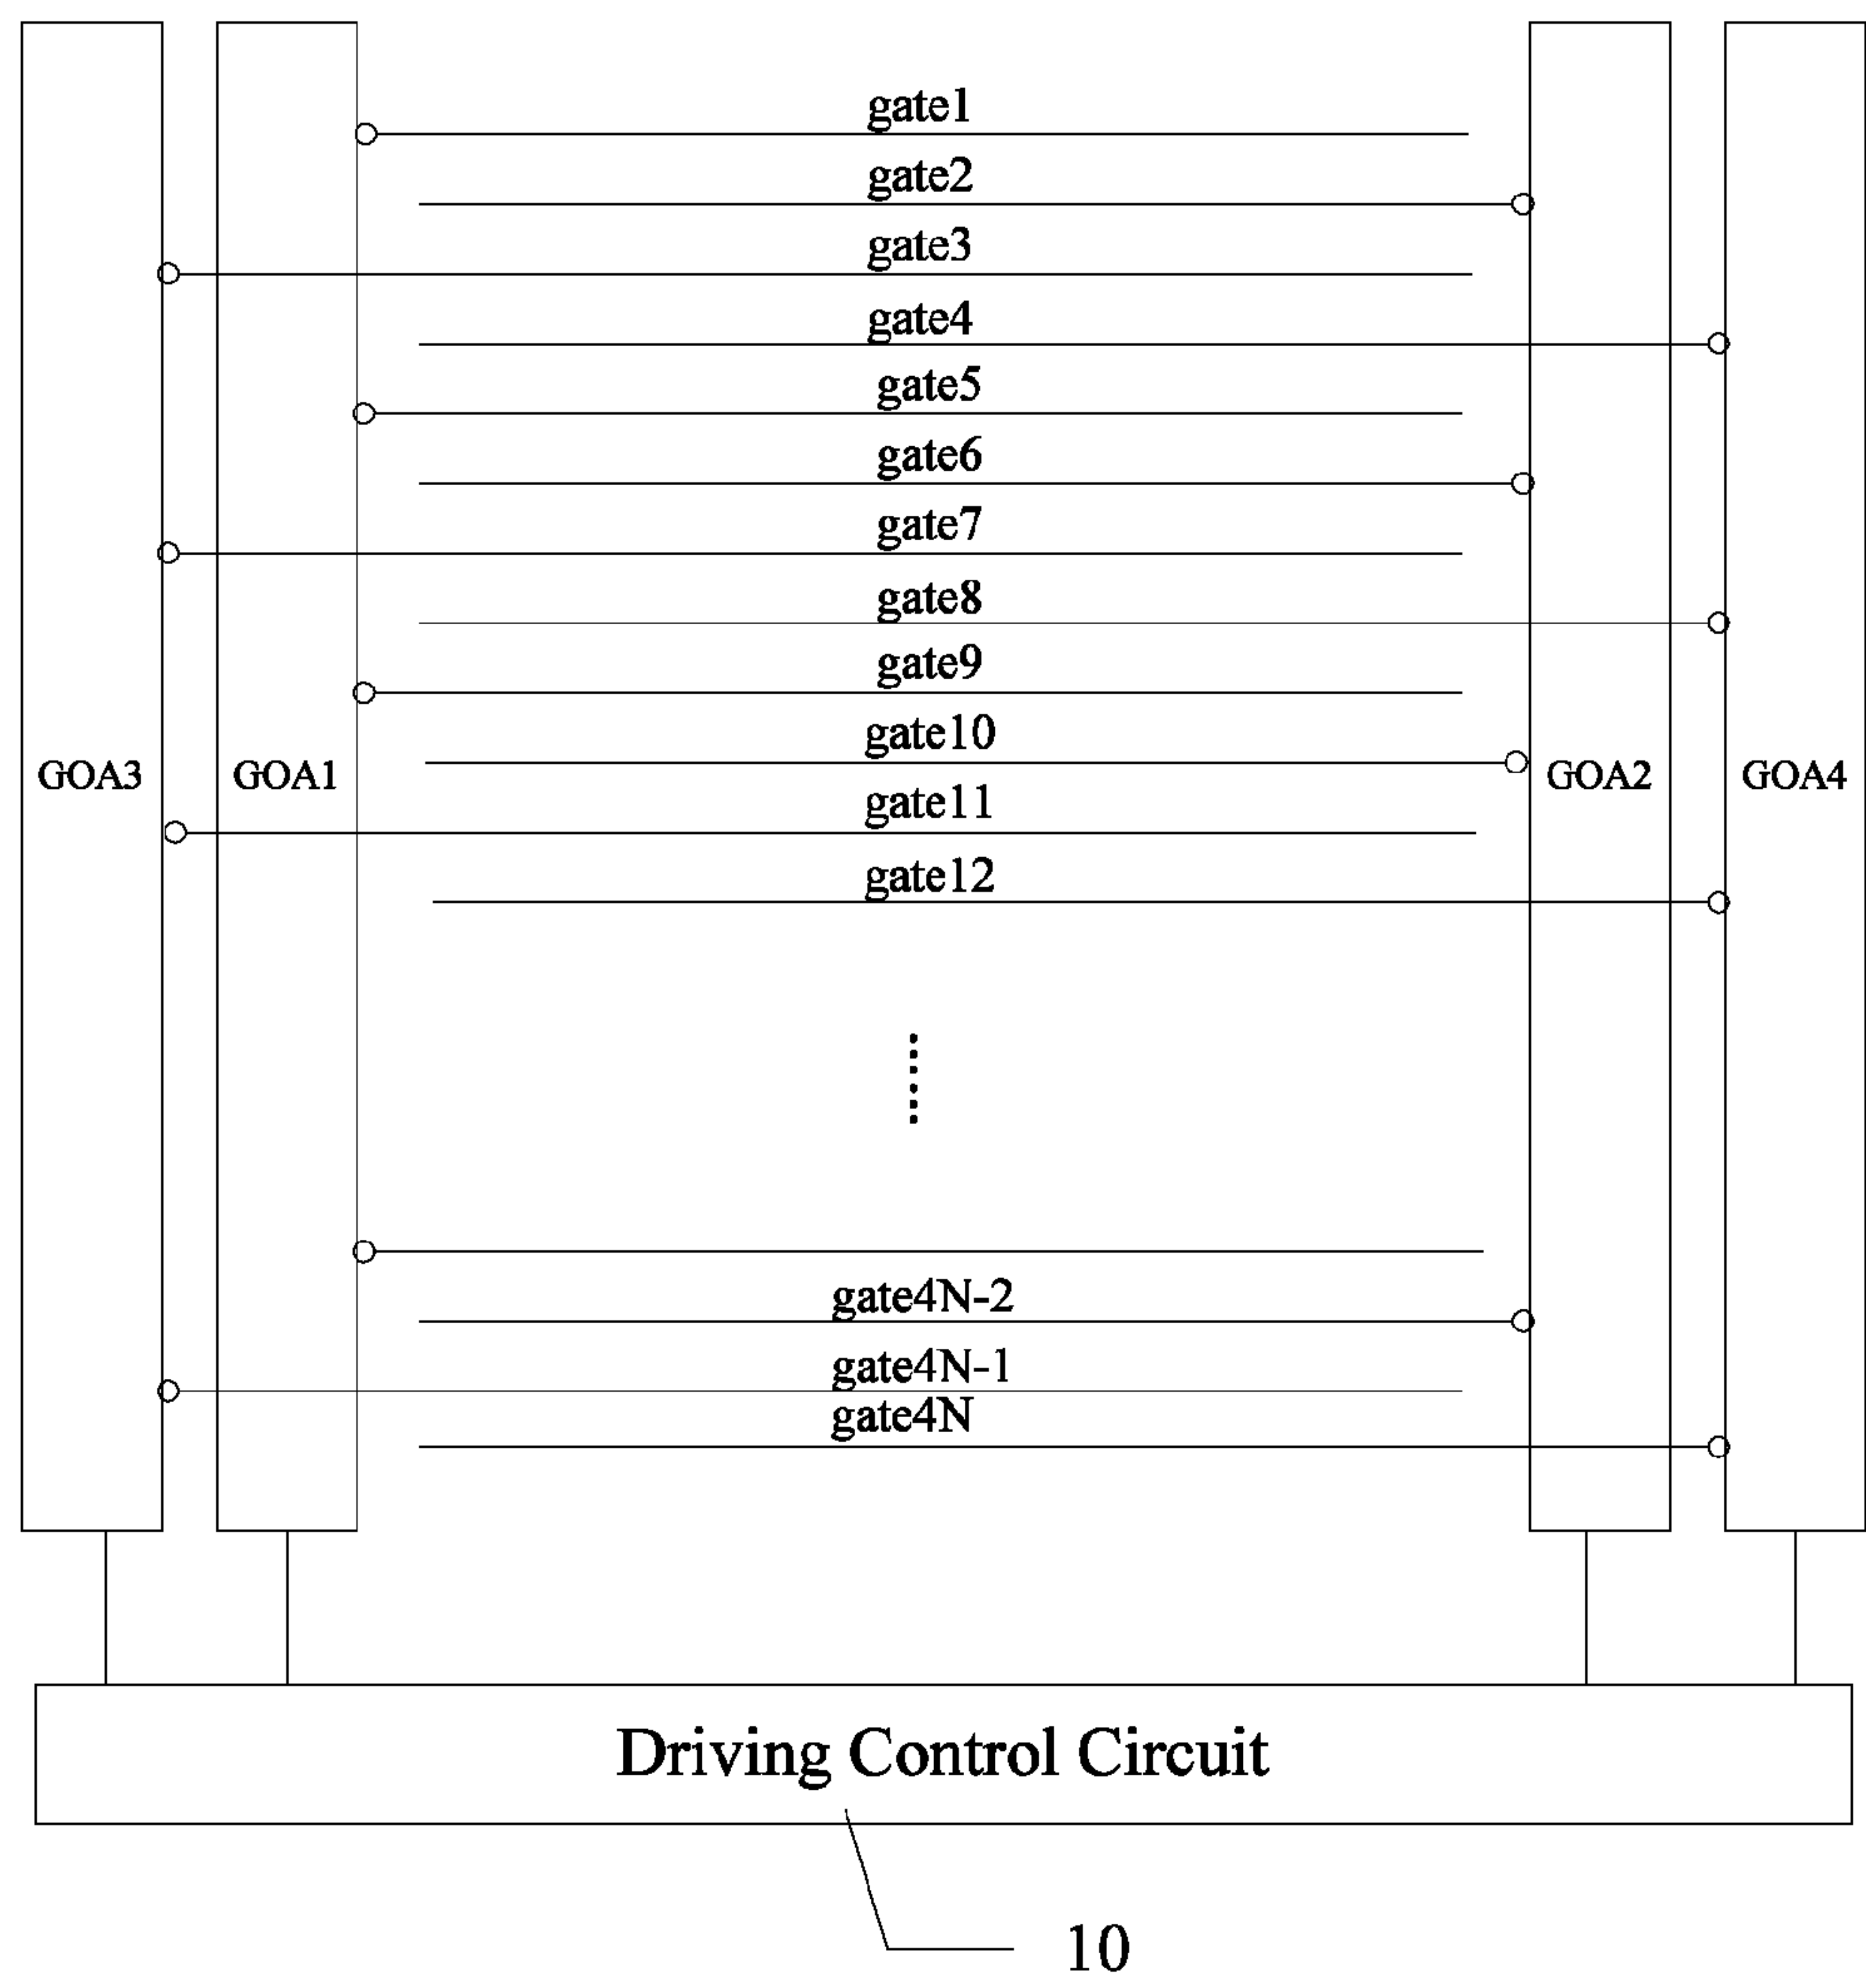 gate1
gate2
gate3
gate4
gate5
gate6
gate7
gate8
gate9
gate10
GOA3 GOA1 GOA2 GOA4
gate11
gate12
gate4N-2
gate4N-1
gate4N
Driving Control Circuit
10